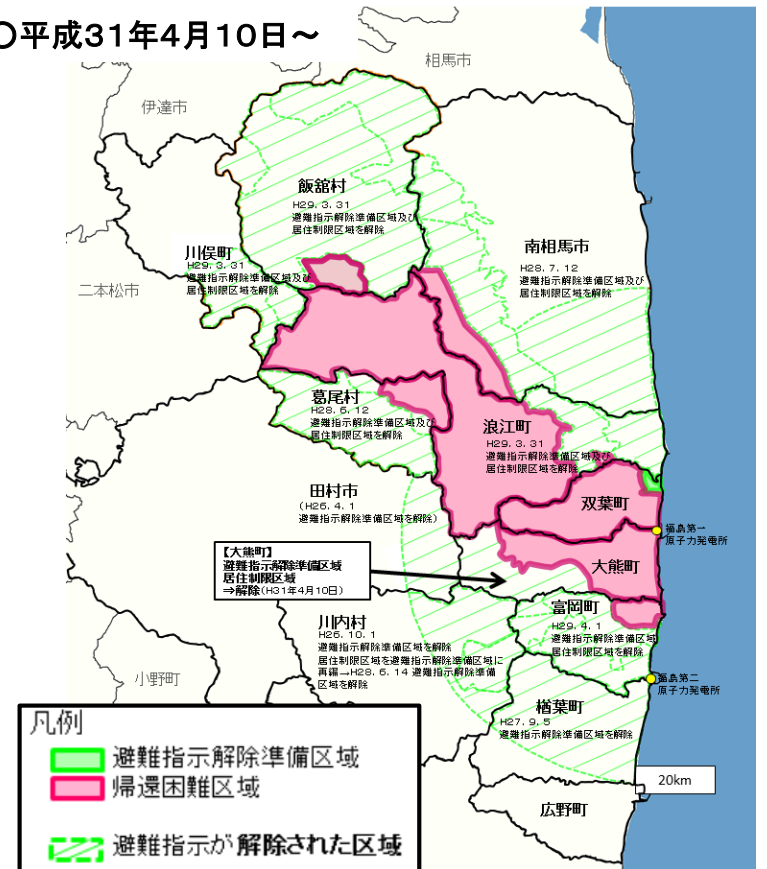 〇平成31年4月10日～
相馬市
伊達市
飯舘村
H29.3.31
避難指示解除準備区域及び
居住制限区域を解除
川俣町
H29.3.31
避難指示解除準備区域及び
居住制限区域を解除
南相馬市
H28.7.12
避難指示解除準備区域及び
居住制限区域を解除
二本松市
葛尾村
H28.6.12
避難指示解除準備区域及び
居住制限区域を解除
浪江町
H29.3.31
避難指示解除準備区域及び
居住制限区域を解除
田村市
(H26.4.1
避難指示解除準備区域を解除)
双葉町
福島第一
原子力発電所
【大熊町】
避難指示解除準備区域
居住制限区域
⇒解除(H31年4月10日)
大熊町
富岡町
H29.4.1
避難指示解除準備区域
居住制限区域を解除
川内村
H26.10.1
避難指示解除準備区域を解除
居住制限区域を避難指示解除準備区域に
再編→H28.6.14 避難指示解除準備
区域を解除
小野町
福島第二
原子力発電所
楢葉町
H27.9.5
避難指示解除準備区域を解除
20km
広野町
凡例
避難指示解除準備区域
帰還困難区域
避難指示が解除された区域